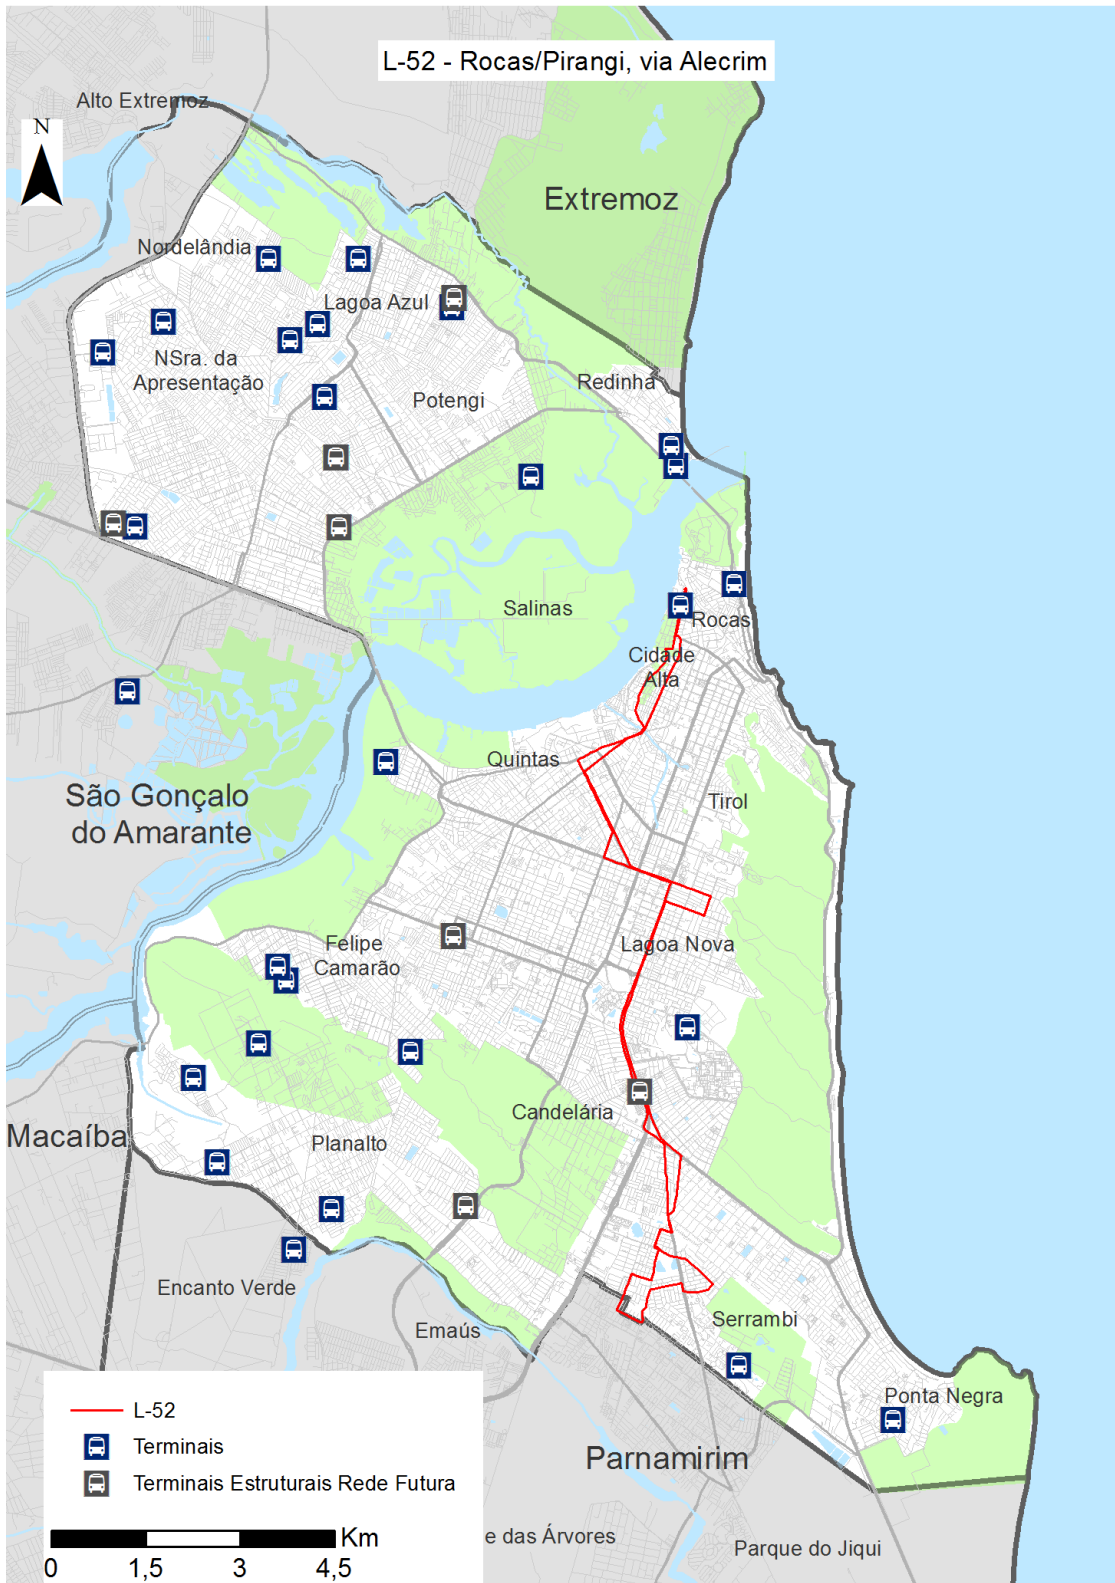 L-52 - Rocas/Pirangi, via Alecrim
Alto Extremoz
N
Extremoz
Nordelândia
Lagoa Azul
NSra. da
Apresentação
Redinha
Potengi
Salinas
Rocas
Cidade
Alta
Quintas
São Gonçalo
do Amarante
Tirol
Felipe
Camarão
Lagoa Nova
Candelária
Macaíba
Planalto
Encanto Verde
Emaús
Serrambi
Ponta Negra
Parnamirim
e das Árvores
Parque do Jiqui
L-52
Terminais
Terminais Estruturais Rede Futura
Km
0 1,5 3 4,5